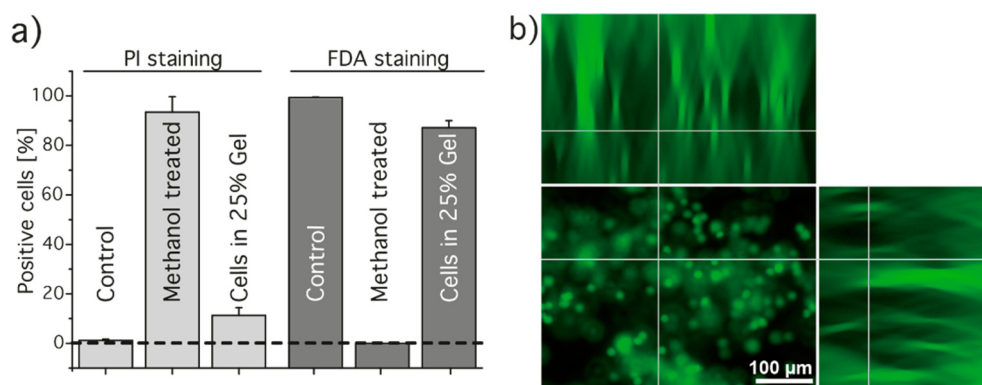 a)
PI staining
FDA staining
Positive cells [%]
100
80
60
40
20
0
Control
Methanol treated
Cells in 25% Gel
Control
Methanol treated
Cells in 25% Gel
b)
100 µm